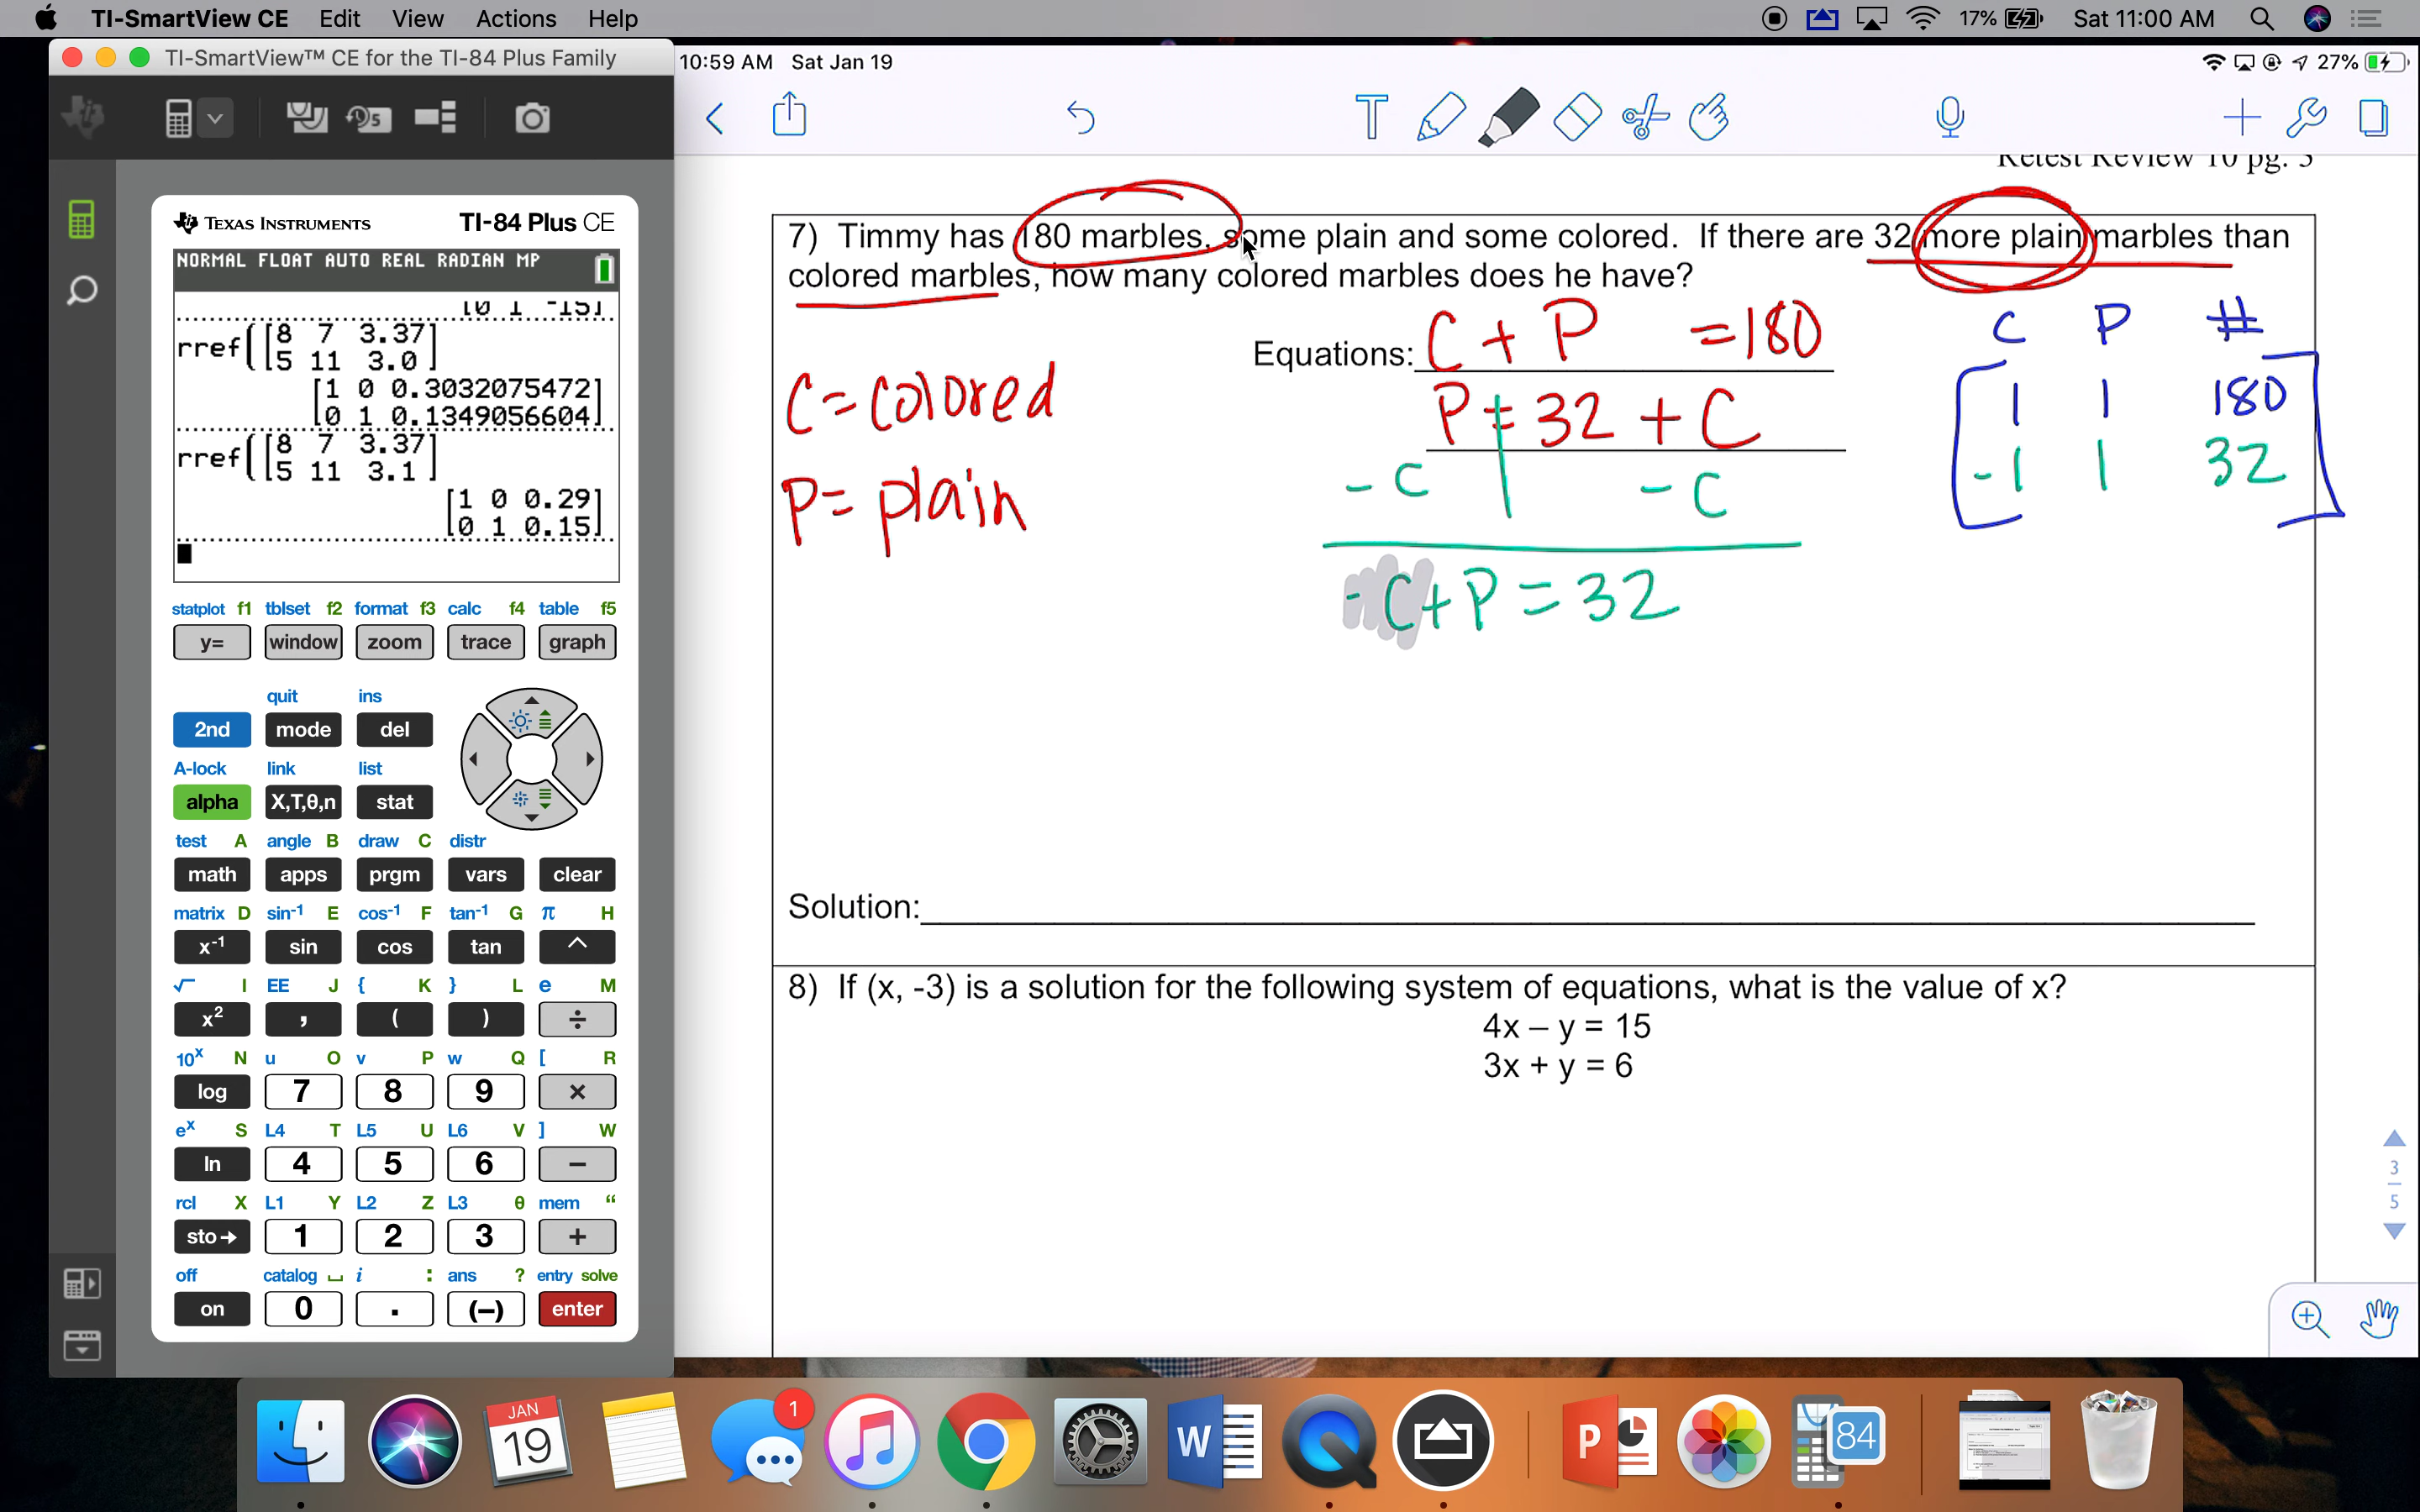 TI-SmartView CE Edit View Actions Help 17% Sat 11:00 AM
TI-SmartView™ CE for the TI-84 Plus Family
10:59 AM Sat Jan 19 27%
5
T
Retest Review 10 pg. 3
TEXAS INSTRUMENTS TI-84 Plus CE
NORMAL FLOAT AUTO REAL RADIAN MP
[0 1 -15]
rref([8 7 3.37]
[5 11 3.0])
[1 0 0.3032075472]
[0 1 0.1349056604]
rref([8 7 3.37]
[5 11 3.1])
[1 0 0.29]
[0 1 0.15]
statplot f1 tblset f2 format f3 calc f4 table f5
y= window zoom trace graph
quit ins
2nd mode del
A-lock link list
alpha X,T,θ,n stat
test A angle B draw C distr
math apps prgm vars clear
matrix D sin⁻¹ E cos⁻¹ F tan⁻¹ G π H
x⁻¹ sin cos tan ^
√ I EE J { K } L e M
x² , ( ) ÷
10ˣ N u O v P w Q [ R
log 7 8 9 ×
eˣ S L4 T L5 U L6 V ] W
ln 4 5 6 −
rcl X L1 Y L2 Z L3 θ mem “
sto→ 1 2 3 +
off catalog ⎵ i : ans ? entry solve
on 0 . (−) enter
7) Timmy has 180 marbles, some plain and some colored. If there are 32 more plain marbles than
colored marbles, how many colored marbles does he have?
Equations: C + P = 180
P = 32 + C
- C - C
-C + P = 32
C = colored
P = plain
C P #
1 1 180
-1 1 32
Solution:
8) If (x, -3) is a solution for the following system of equations, what is the value of x?
4x – y = 15
3x + y = 6
3
5
JAN
19
1
W
P
84